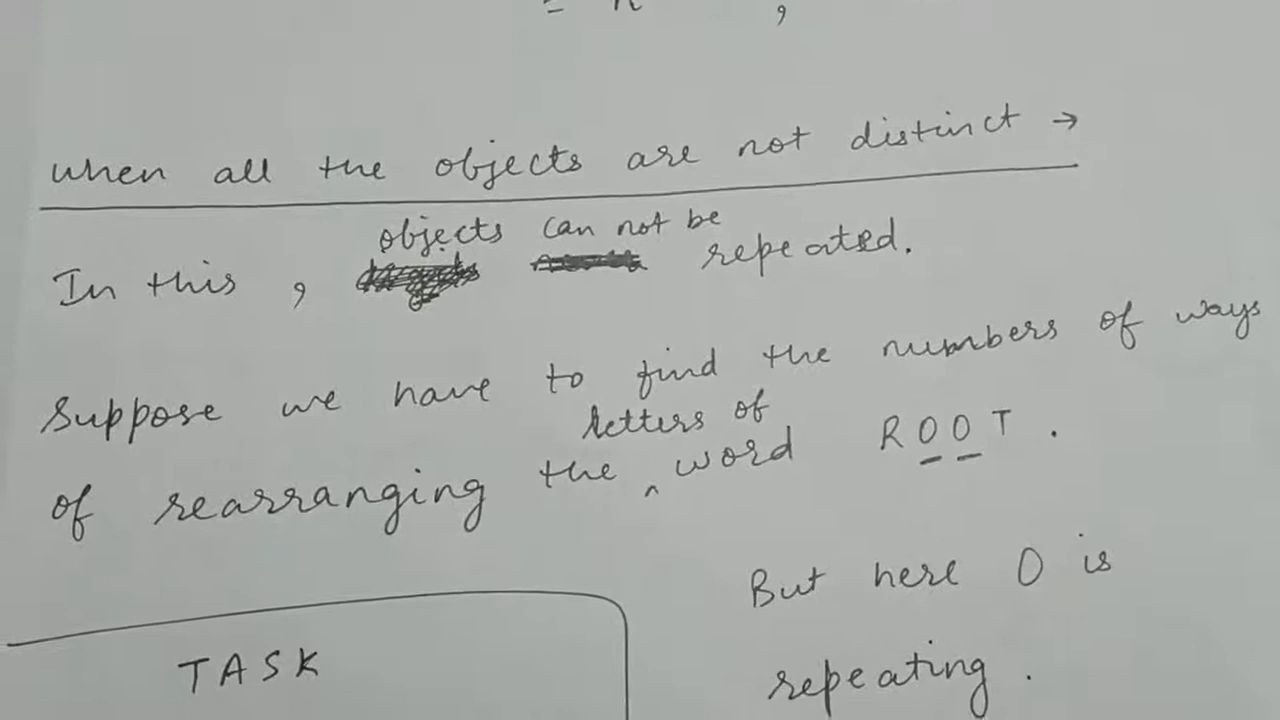 when all the objects are not distinct →
In this , objects can not be repeated.
Suppose we have to find the numbers of ways
of rearranging the letters of word ROOT .
But here O is
repeating .
TASK